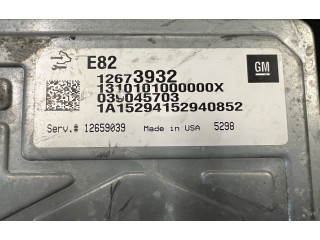 E82
GM
12673932
1310101000000X
039045703
1A15294152940852
Serv.# 12659039 Made in USA 5298